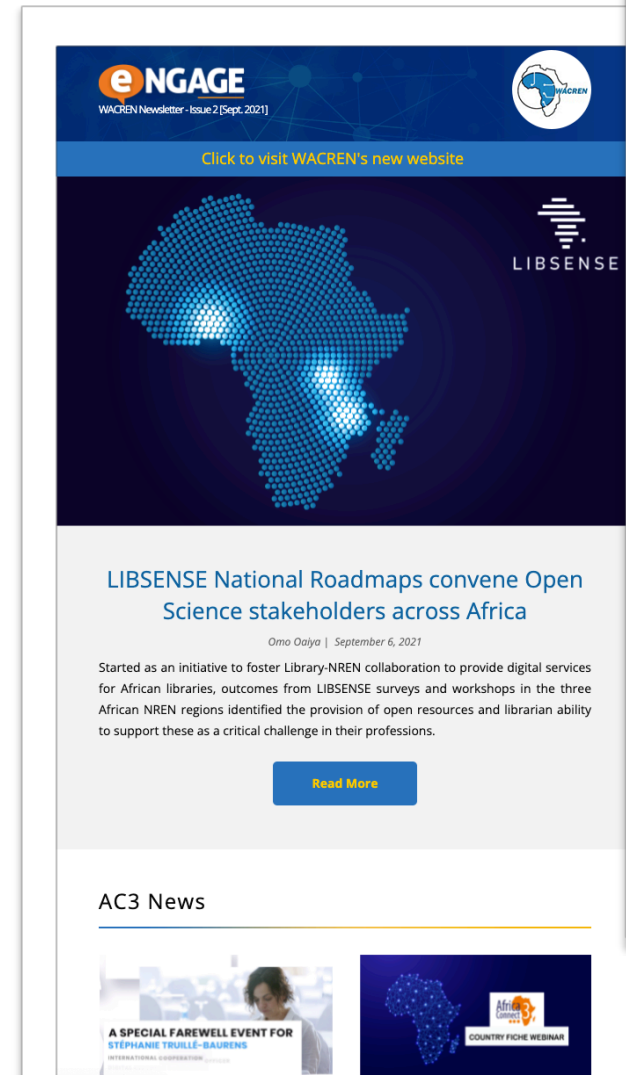 eNGAGE
WACREN Newsletter - Issue 2 [Sept. 2021]
WACREN
Click to visit WACREN's new website
LIBSENSE
LIBSENSE National Roadmaps convene Open
Science stakeholders across Africa
Omo Oaiya | September 6, 2021
Started as an initiative to foster Library-NREN collaboration to provide digital services
for African libraries, outcomes from LIBSENSE surveys and workshops in the three
African NREN regions identified the provision of open resources and librarian ability
to support these as a critical challenge in their professions.
Read More
AC3 News
A SPECIAL FAREWELL EVENT FOR
STÉPHANIE TRUILLÉ-BAURENS
INTERNATIONAL COOPERATION
Africa
Connect 3
COUNTRY FICHE WEBINAR